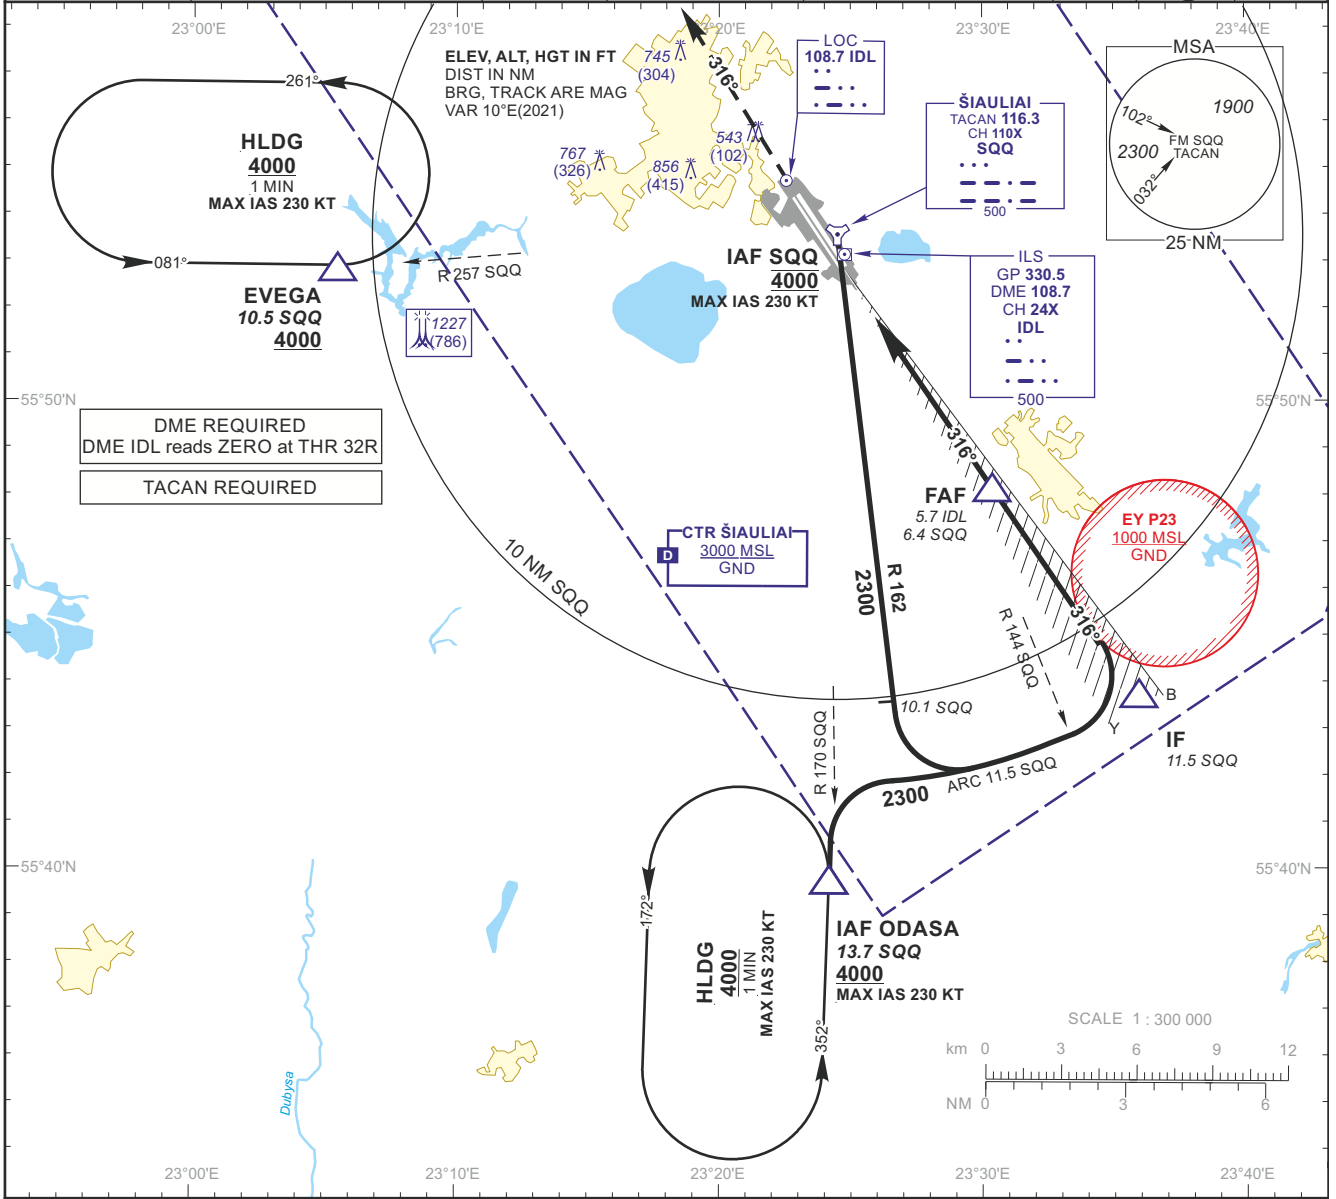 23°00'E
23°10'E
23°20'E
23°30'E
23°40'E
ELEV, ALT, HGT IN FT
DIST IN NM
BRG, TRACK ARE MAG
VAR 10°E(2021)
261°
HLDG
4000
1 MIN
MAX IAS 230 KT
081°
EVEGA
10.5 SQQ
4000
R 257 SQQ
1227
(786)
745
(304)
767
(326)
856
(415)
543
(102)
316°
LOC
108.7 IDL
ŠIAULIAI
TACAN 116.3
CH 110X
SQQ
500
MSA
1900
102°
FM SQQ
TACAN
2300
032°
25 NM
IAF SQQ
4000
MAX IAS 230 KT
ILS
GP 330.5
DME 108.7
CH 24X
IDL
500
55°50'N
55°50'N
DME REQUIRED
DME IDL reads ZERO at THR 32R
TACAN REQUIRED
316°
FAF
5.7 IDL
6.4 SQQ
EY P23
1000 MSL
GND
D
CTR ŠIAULIAI
3000 MSL
GND
10 NM SQQ
R 162
2300
316°
R 144 SQQ
10.1 SQQ
R 170 SQQ
B
Y
IF
11.5 SQQ
ARC 11.5 SQQ
2300
55°40'N
55°40'N
172°
HLDG
4000
1 MIN
MAX IAS 230 KT
352°
IAF ODASA
13.7 SQQ
4000
MAX IAS 230 KT
Dubysa
SCALE 1 : 300 000
km 0 3 6 9 12
NM 0 3 6
23°00'E
23°10'E
23°20'E
23°30'E
23°40'E